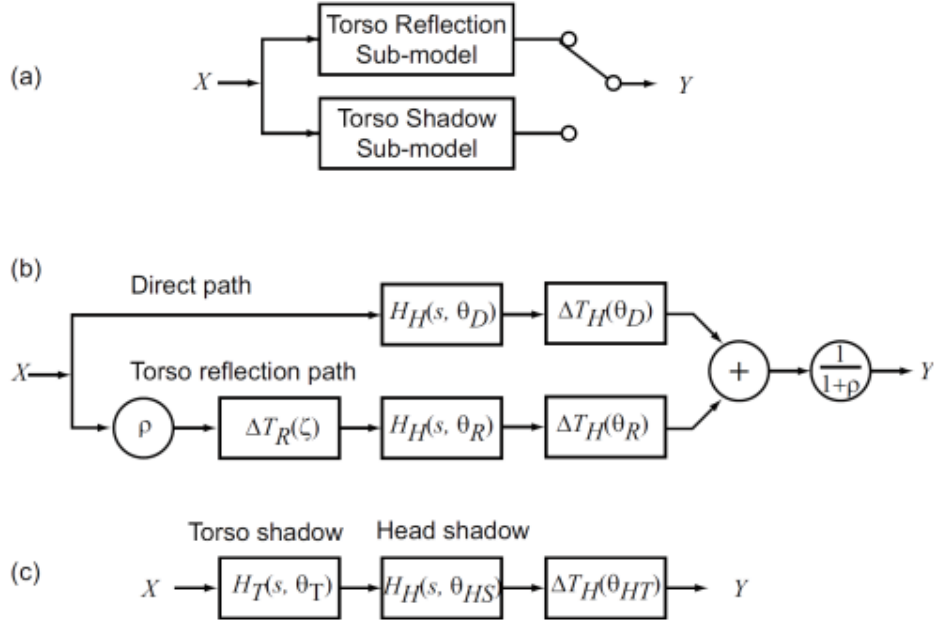 (a)
X
Torso Reflection
Sub-model
Torso Shadow
Sub-model
Y
(b)
Direct path
H_H(s, θ_D)
ΔT_H(θ_D)
X
Torso reflection path
ρ
ΔT_R(ζ)
H_H(s, θ_R)
ΔT_H(θ_R)
+
1
1+ρ
Y
(c)
Torso shadow
Head shadow
X
H_T(s, θ_T)
H_H(s, θ_HS)
ΔT_H(θ_HT)
Y